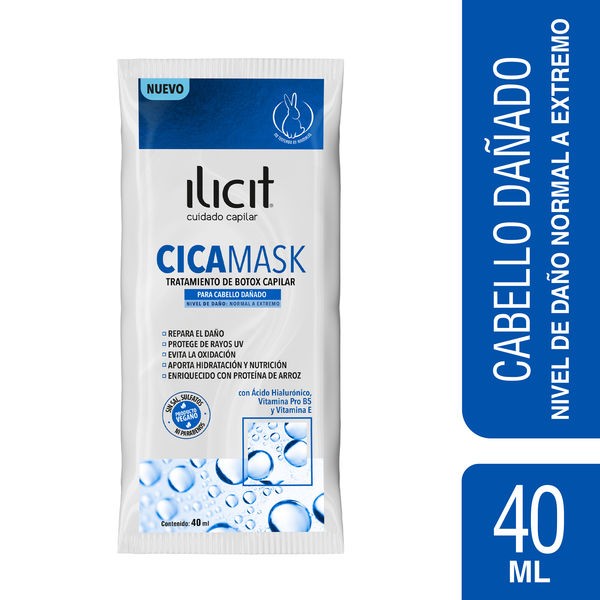 NUEVO
ilicit®
cuidado capilar
CICAMASK
TRATAMIENTO DE BOTOX CAPILAR
PARA CABELLO DAÑADO
NIVEL DE DAÑO: NORMAL A EXTREMO
REPARA EL DAÑO
PROTEGE DE RAYOS UV
EVITA LA OXIDACIÓN
APORTA HIDRATACIÓN Y NUTRICIÓN
ENRIQUECIDO CON PROTEÍNA DE ARROZ
con Ácido Hialurónico,
Vitamina Pro B5
y Vitamina E
SIN SAL, SULFATOS
PRODUCTO
VEGANO
NI PARABENOS
Contenido: 40 ml
CABELLO DAÑADO
NIVEL DE DAÑO NORMAL A EXTREMO
40
ML